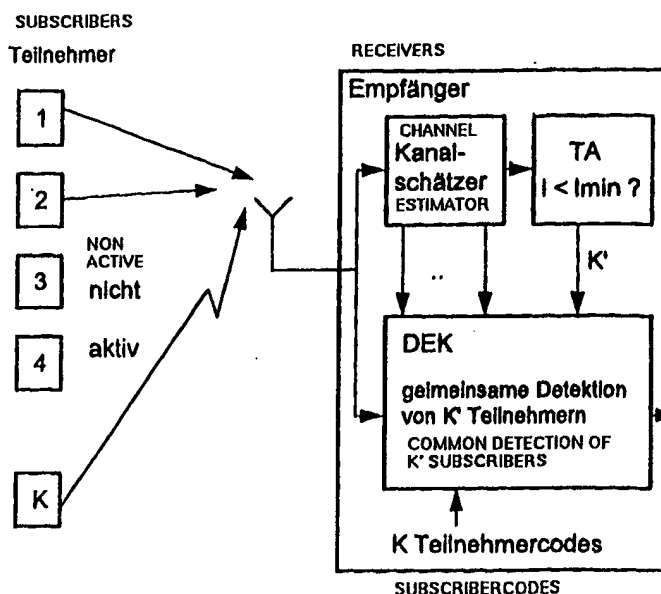 SUBSCRIBERS
Teilnehmer
1
2
NON
ACTIVE
3
nicht
4
aktiv
K
RECEIVERS
Empfänger
CHANNEL
Kanal-
schätzer
ESTIMATOR
TA
I < Imin ?
..
K'
DEK
geimeinsame Detektion
von K' Teilnehmern
COMMON DETECTION OF
K' SUBSCRIBERS
K Teilnehmercodes
SUBSCRIBERCODES